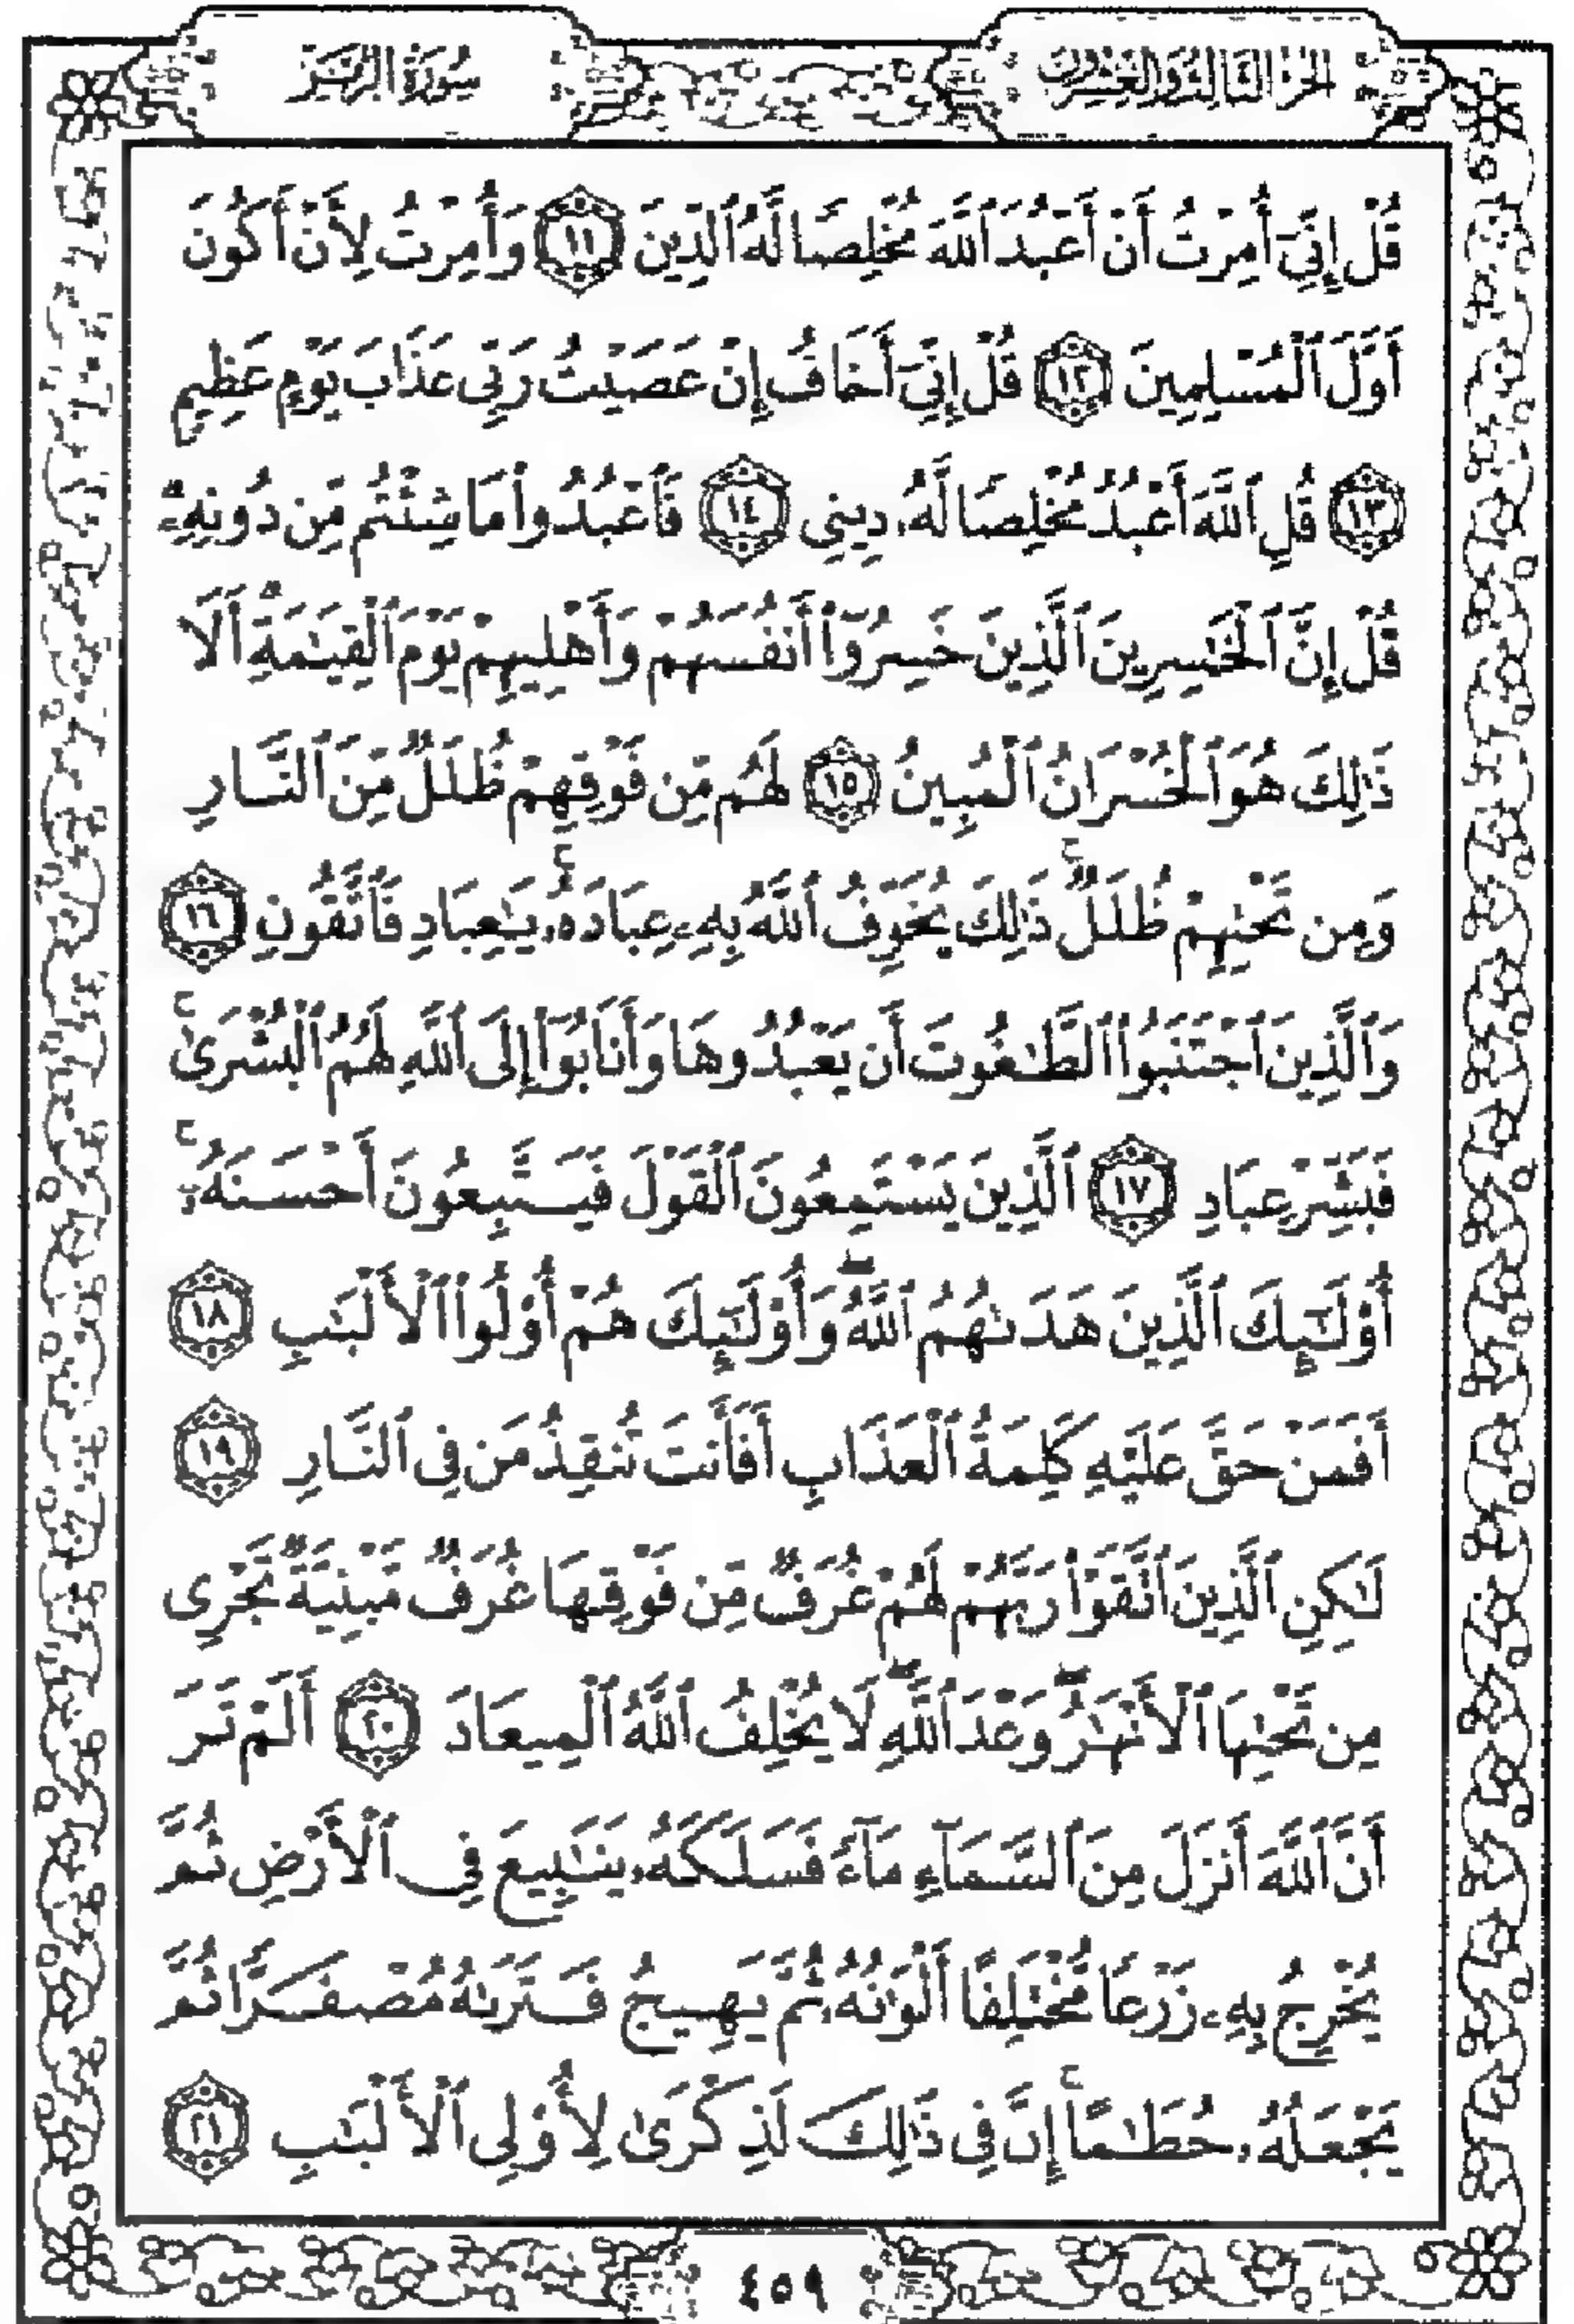 الجزء الثالث والعشرون
سورة الزمر
قُلْ إِنِّيٓ أُمِرْتُ أَنْ أَعْبُدَ ٱللَّهَ مُخْلِصًا لَّهُ ٱلدِّينَ ١١ وَأُمِرْتُ لِأَنْ أَكُونَ
أَوَّلَ ٱلْمُسْلِمِينَ ١٢ قُلْ إِنِّيٓ أَخَافُ إِنْ عَصَيْتُ رَبِّى عَذَابَ يَوْمٍ عَظِيمٍ
١٣ قُلِ ٱللَّهَ أَعْبُدُ مُخْلِصًا لَّهُۥ دِينِى ١٤ فَٱعْبُدُوا۟ مَا شِئْتُم مِّن دُونِهِۦۗ
قُلْ إِنَّ ٱلْخَـٰسِرِينَ ٱلَّذِينَ خَسِرُوٓا۟ أَنفُسَهُمْ وَأَهْلِيهِمْ يَوْمَ ٱلْقِيَـٰمَةِۗ أَلَا
ذَٰلِكَ هُوَ ٱلْخُسْرَانُ ٱلْمُبِينُ ١٥ لَهُم مِّن فَوْقِهِمْ ظُلَلٌ مِّنَ ٱلنَّارِ
وَمِن تَحْتِهِمْ ظُلَلٌۚ ذَٰلِكَ يُخَوِّفُ ٱللَّهُ بِهِۦ عِبَادَهُۥۚ يَـٰعِبَادِ فَٱتَّقُونِ ١٦
وَٱلَّذِينَ ٱجْتَنَبُوا۟ ٱلطَّـٰغُوتَ أَن يَعْبُدُوهَا وَأَنَابُوٓا۟ إِلَى ٱللَّهِ لَهُمُ ٱلْبُشْرَىٰۚ
فَبَشِّرْ عِبَادِ ١٧ ٱلَّذِينَ يَسْتَمِعُونَ ٱلْقَوْلَ فَيَتَّبِعُونَ أَحْسَنَهُۥٓۚ
أُو۟لَـٰٓئِكَ ٱلَّذِينَ هَدَىٰهُمُ ٱللَّهُۖ وَأُو۟لَـٰٓئِكَ هُمْ أُو۟لُوا۟ ٱلْأَلْبَـٰبِ ١٨
أَفَمَنْ حَقَّ عَلَيْهِ كَلِمَةُ ٱلْعَذَابِ أَفَأَنتَ تُنقِذُ مَن فِى ٱلنَّارِ ١٩
لَـٰكِنِ ٱلَّذِينَ ٱتَّقَوْا۟ رَبَّهُمْ لَهُمْ غُرَفٌ مِّن فَوْقِهَا غُرَفٌ مَّبْنِيَّةٌ تَجْرِى
مِن تَحْتِهَا ٱلْأَنْهَـٰرُۖ وَعْدَ ٱللَّهِۖ لَا يُخْلِفُ ٱللَّهُ ٱلْمِيعَادَ ٢٠ أَلَمْ تَرَ
أَنَّ ٱللَّهَ أَنزَلَ مِنَ ٱلسَّمَآءِ مَآءً فَسَلَكَهُۥ يَنَـٰبِيعَ فِى ٱلْأَرْضِ ثُمَّ
يُخْرِجُ بِهِۦ زَرْعًا مُّخْتَلِفًا أَلْوَٰنُهُۥ ثُمَّ يَهِيجُ فَتَرَىٰهُ مُصْفَرًّا ثُمَّ
يَجْعَلُهُۥ حُطَـٰمًاۚ إِنَّ فِى ذَٰلِكَ لَذِكْرَىٰ لِأُو۟لِى ٱلْأَلْبَـٰبِ ٢١
٤٥٩